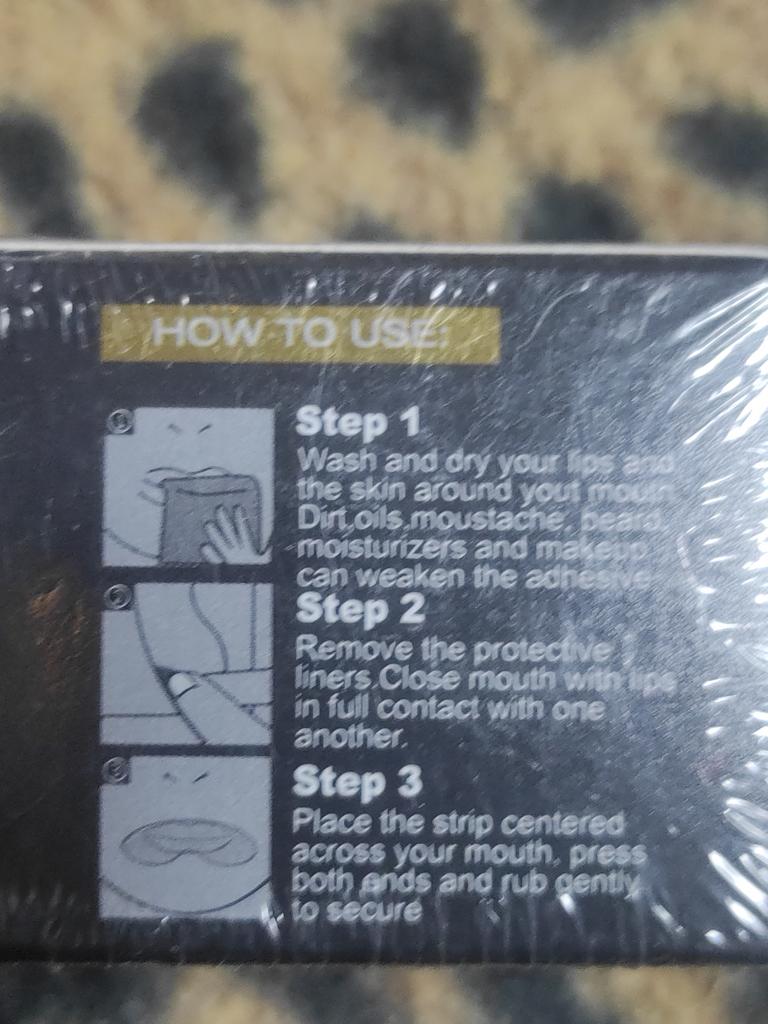 HOW TO USE:
Step 1
Wash and dry your lips and
the skin around yout mouth.
Dirt,oils,moustache, beard,
moisturizers and makeup
can weaken the adhesive
Step 2
Remove the protective
liners.Close mouth with lips
in full contact with one
another.
Step 3
Place the strip centered
across your mouth, press
both ends and rub gently
to secure